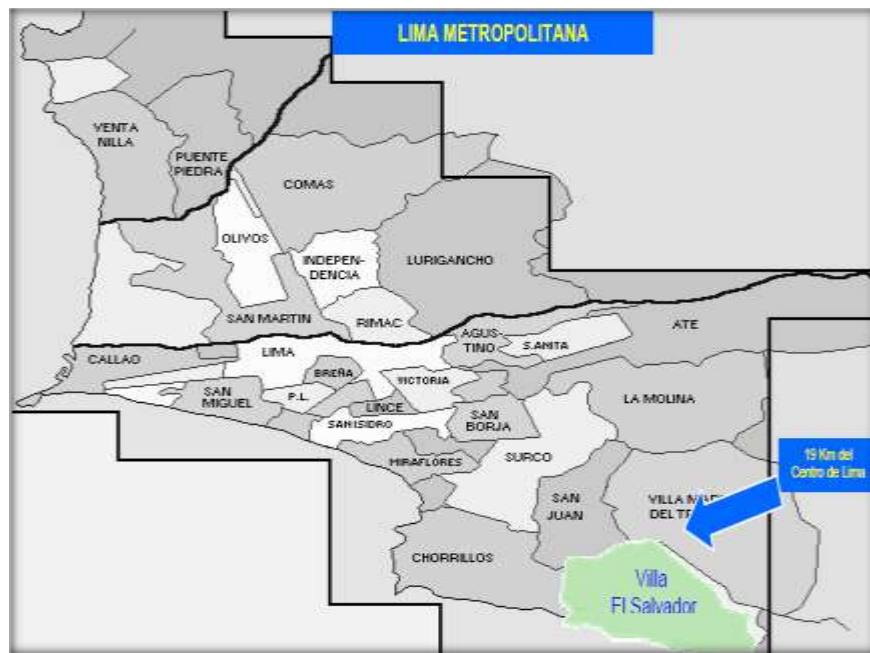 LIMA METROPOLITANA
VENTA
NILLA
PUENTE
PIEDRA
COMAS
OLIVOS
INDEPEN-
DENCIA
LURIGANCHO
SAN MARTIN
RIMAC
AGUS-
TINO
ATE
S.ANITA
CALLAO
LIMA
BREÑA
VICTORIA
SAN
MIGUEL
P.L.
LINCE
LA MOLINA
SAN ISIDRO
SAN
BORJA
MIRAFLORES
SURCO
19 Km del
Centro de Lima
SAN
JUAN
VILLA MAR
DEL T
CHORRILLOS
Villa
El Salvador